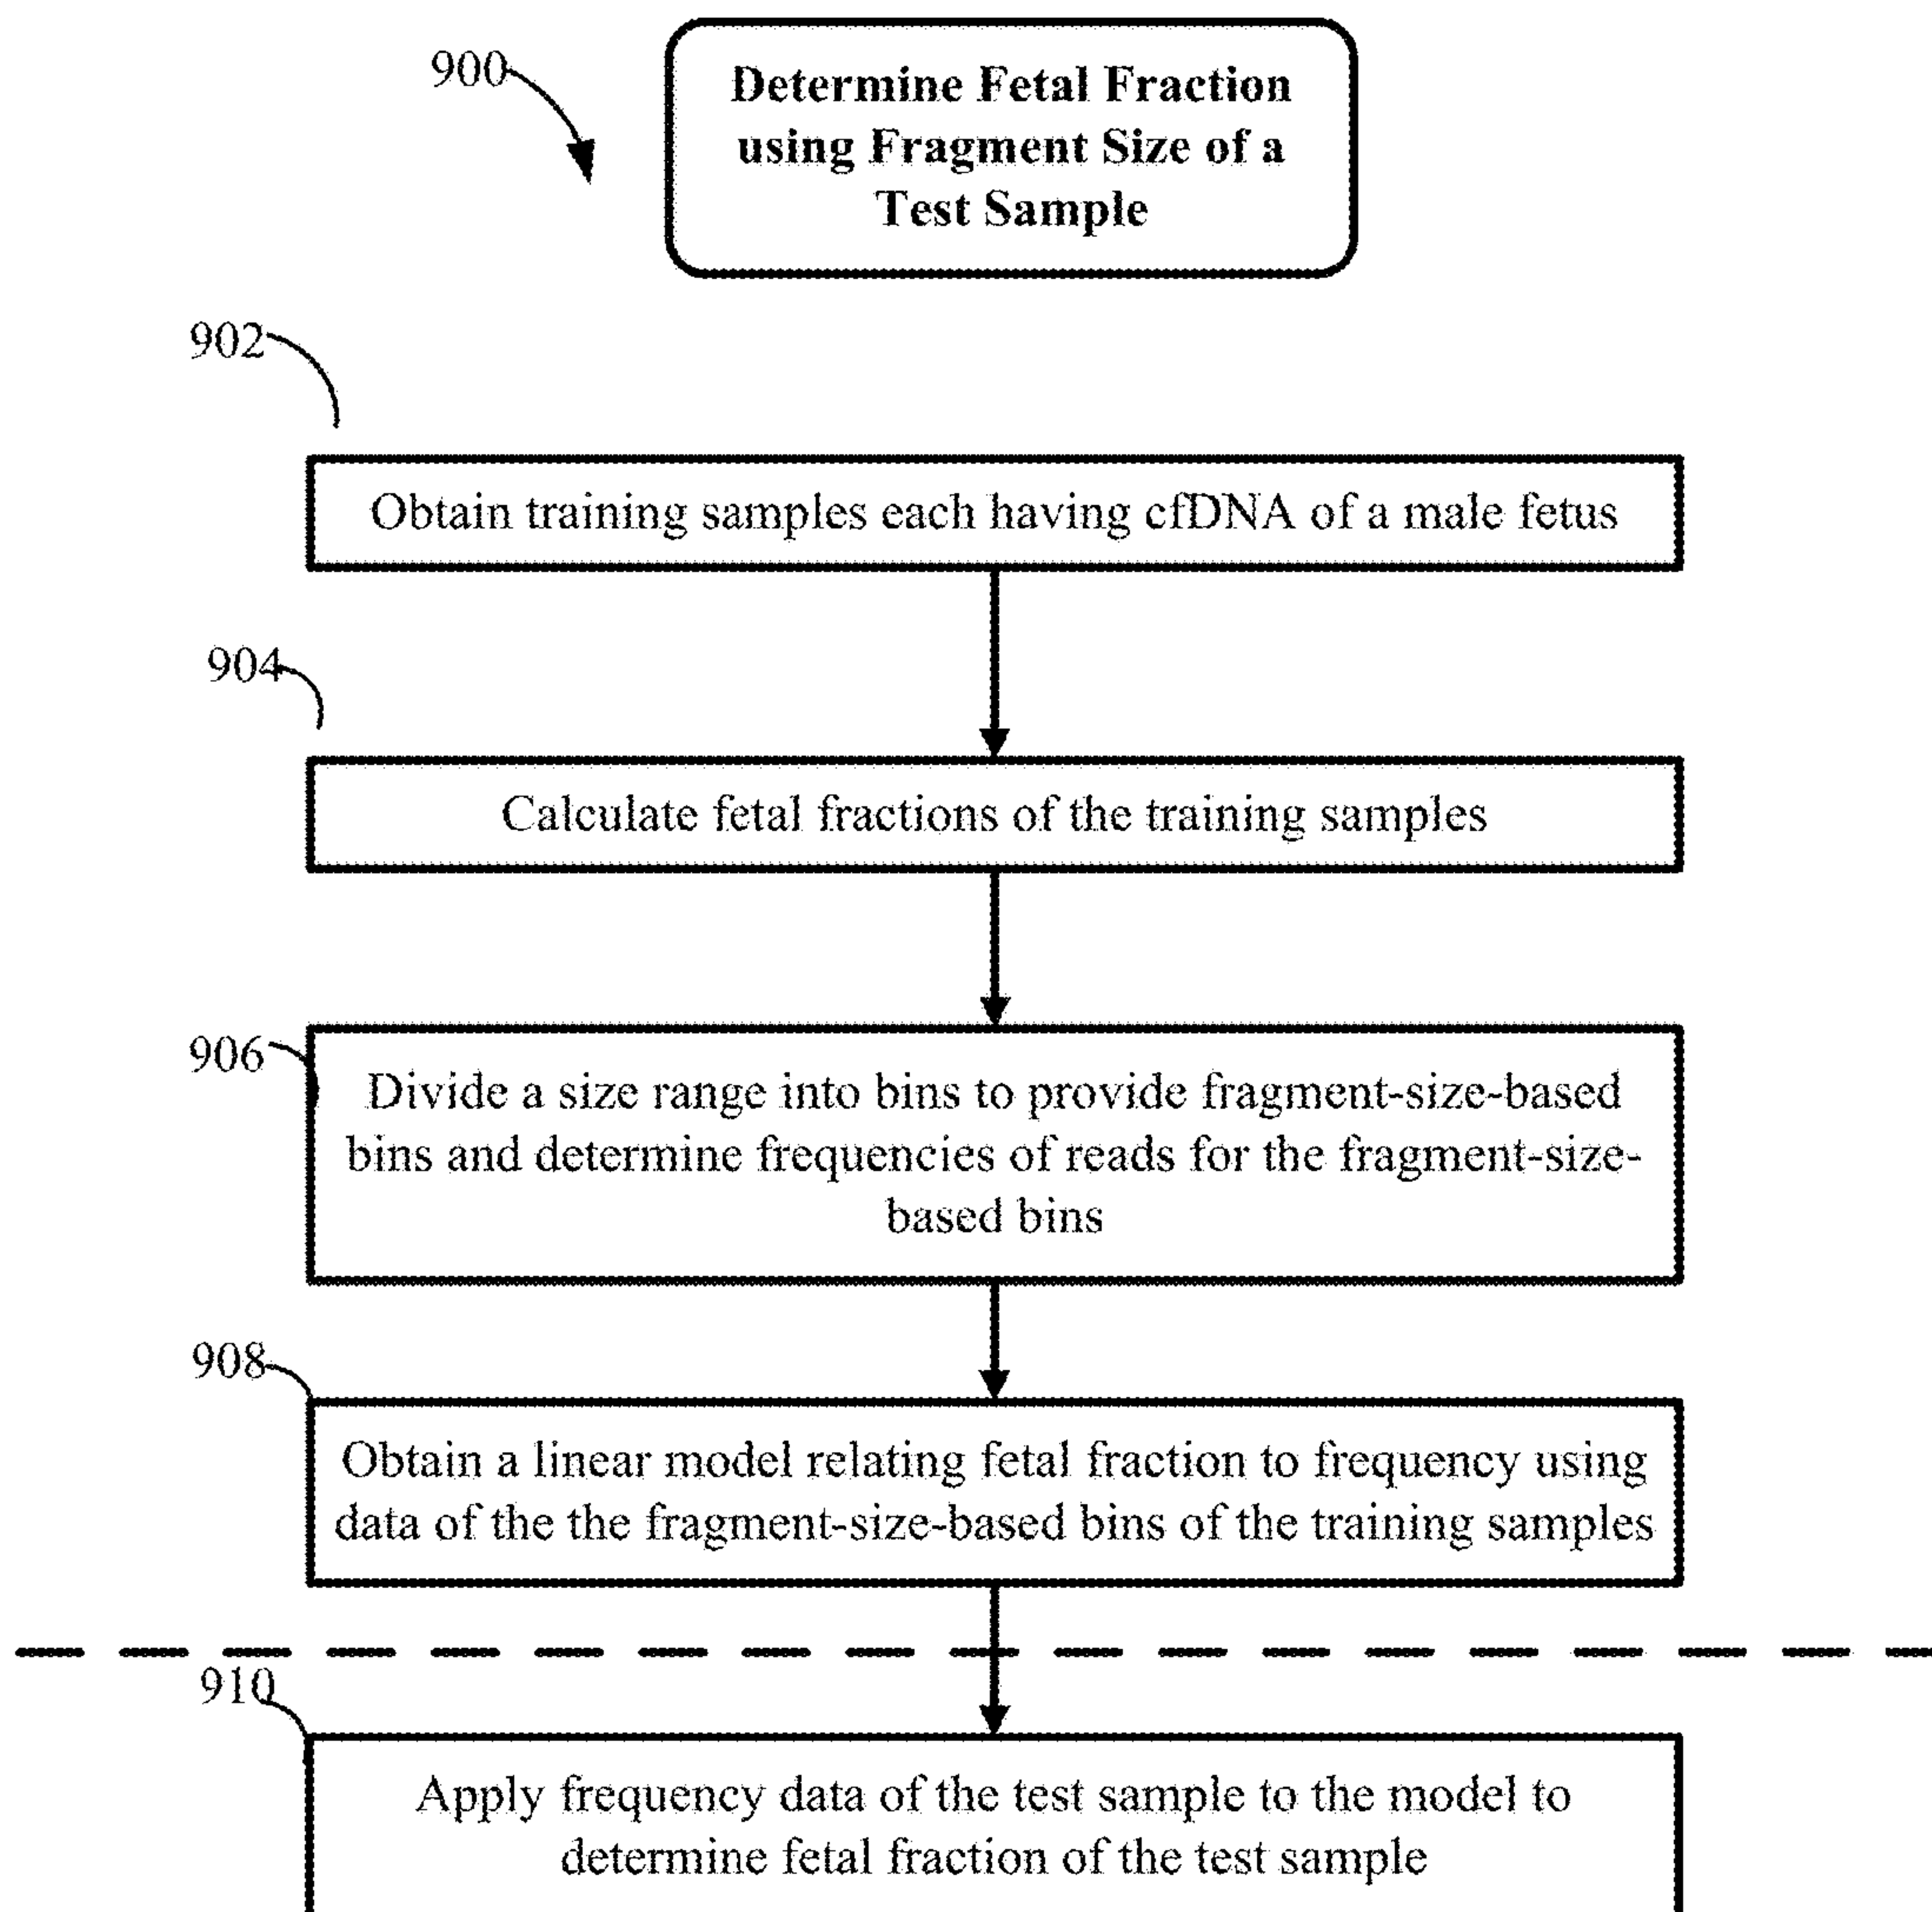 900
Determine Fetal Fraction
using Fragment Size of a
Test Sample
902
Obtain training samples each having cfDNA of a male fetus
904
Calculate fetal fractions of the training samples
906
Divide a size range into bins to provide fragment-size-based
bins and determine frequencies of reads for the fragment-size-
based bins
908
Obtain a linear model relating fetal fraction to frequency using
data of the the fragment-size-based bins of the training samples
910
Apply frequency data of the test sample to the model to
determine fetal fraction of the test sample